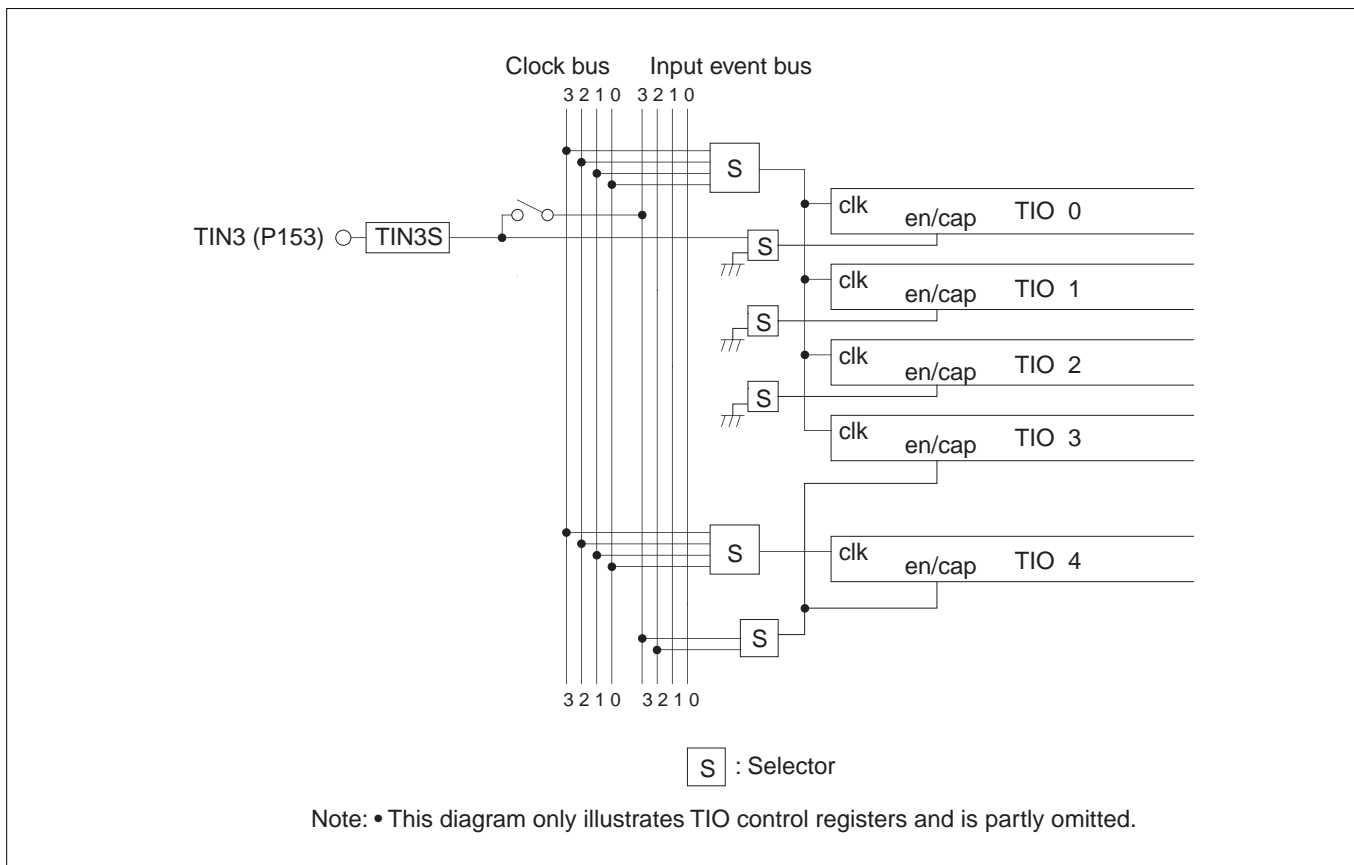 Clock bus
Input event bus
3 2 1 0
3 2 1 0
S
clk
en/cap
TIO 0
TIN3 (P153)
TIN3S
S
clk
en/cap
TIO 1
S
clk
en/cap
TIO 2
S
clk
en/cap
TIO 3
S
clk
en/cap
TIO 4
S
3 2 1 0
3 2 1 0
S : Selector
Note: • This diagram only illustrates TIO control registers and is partly omitted.